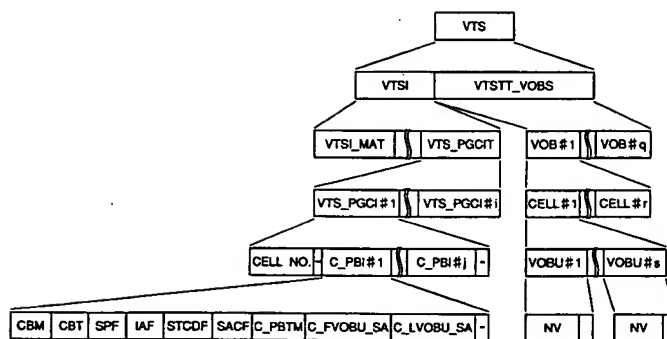 VTS
VTSI VTSTT_VOBS
VTSI_MAT VTS_PGCIT VOB#1 VOB#q
VTS_PGCI#1 VTS_PGCI#i CELL#1 CELL#r
CELL NO. - C_PBI#1 C_PBI#j - VOBU#1 VOBU#s
CBM CBT SPF IAF STCDF SACF C_PBTM C_FVOBU_SA C_LVOBU_SA - NV NV